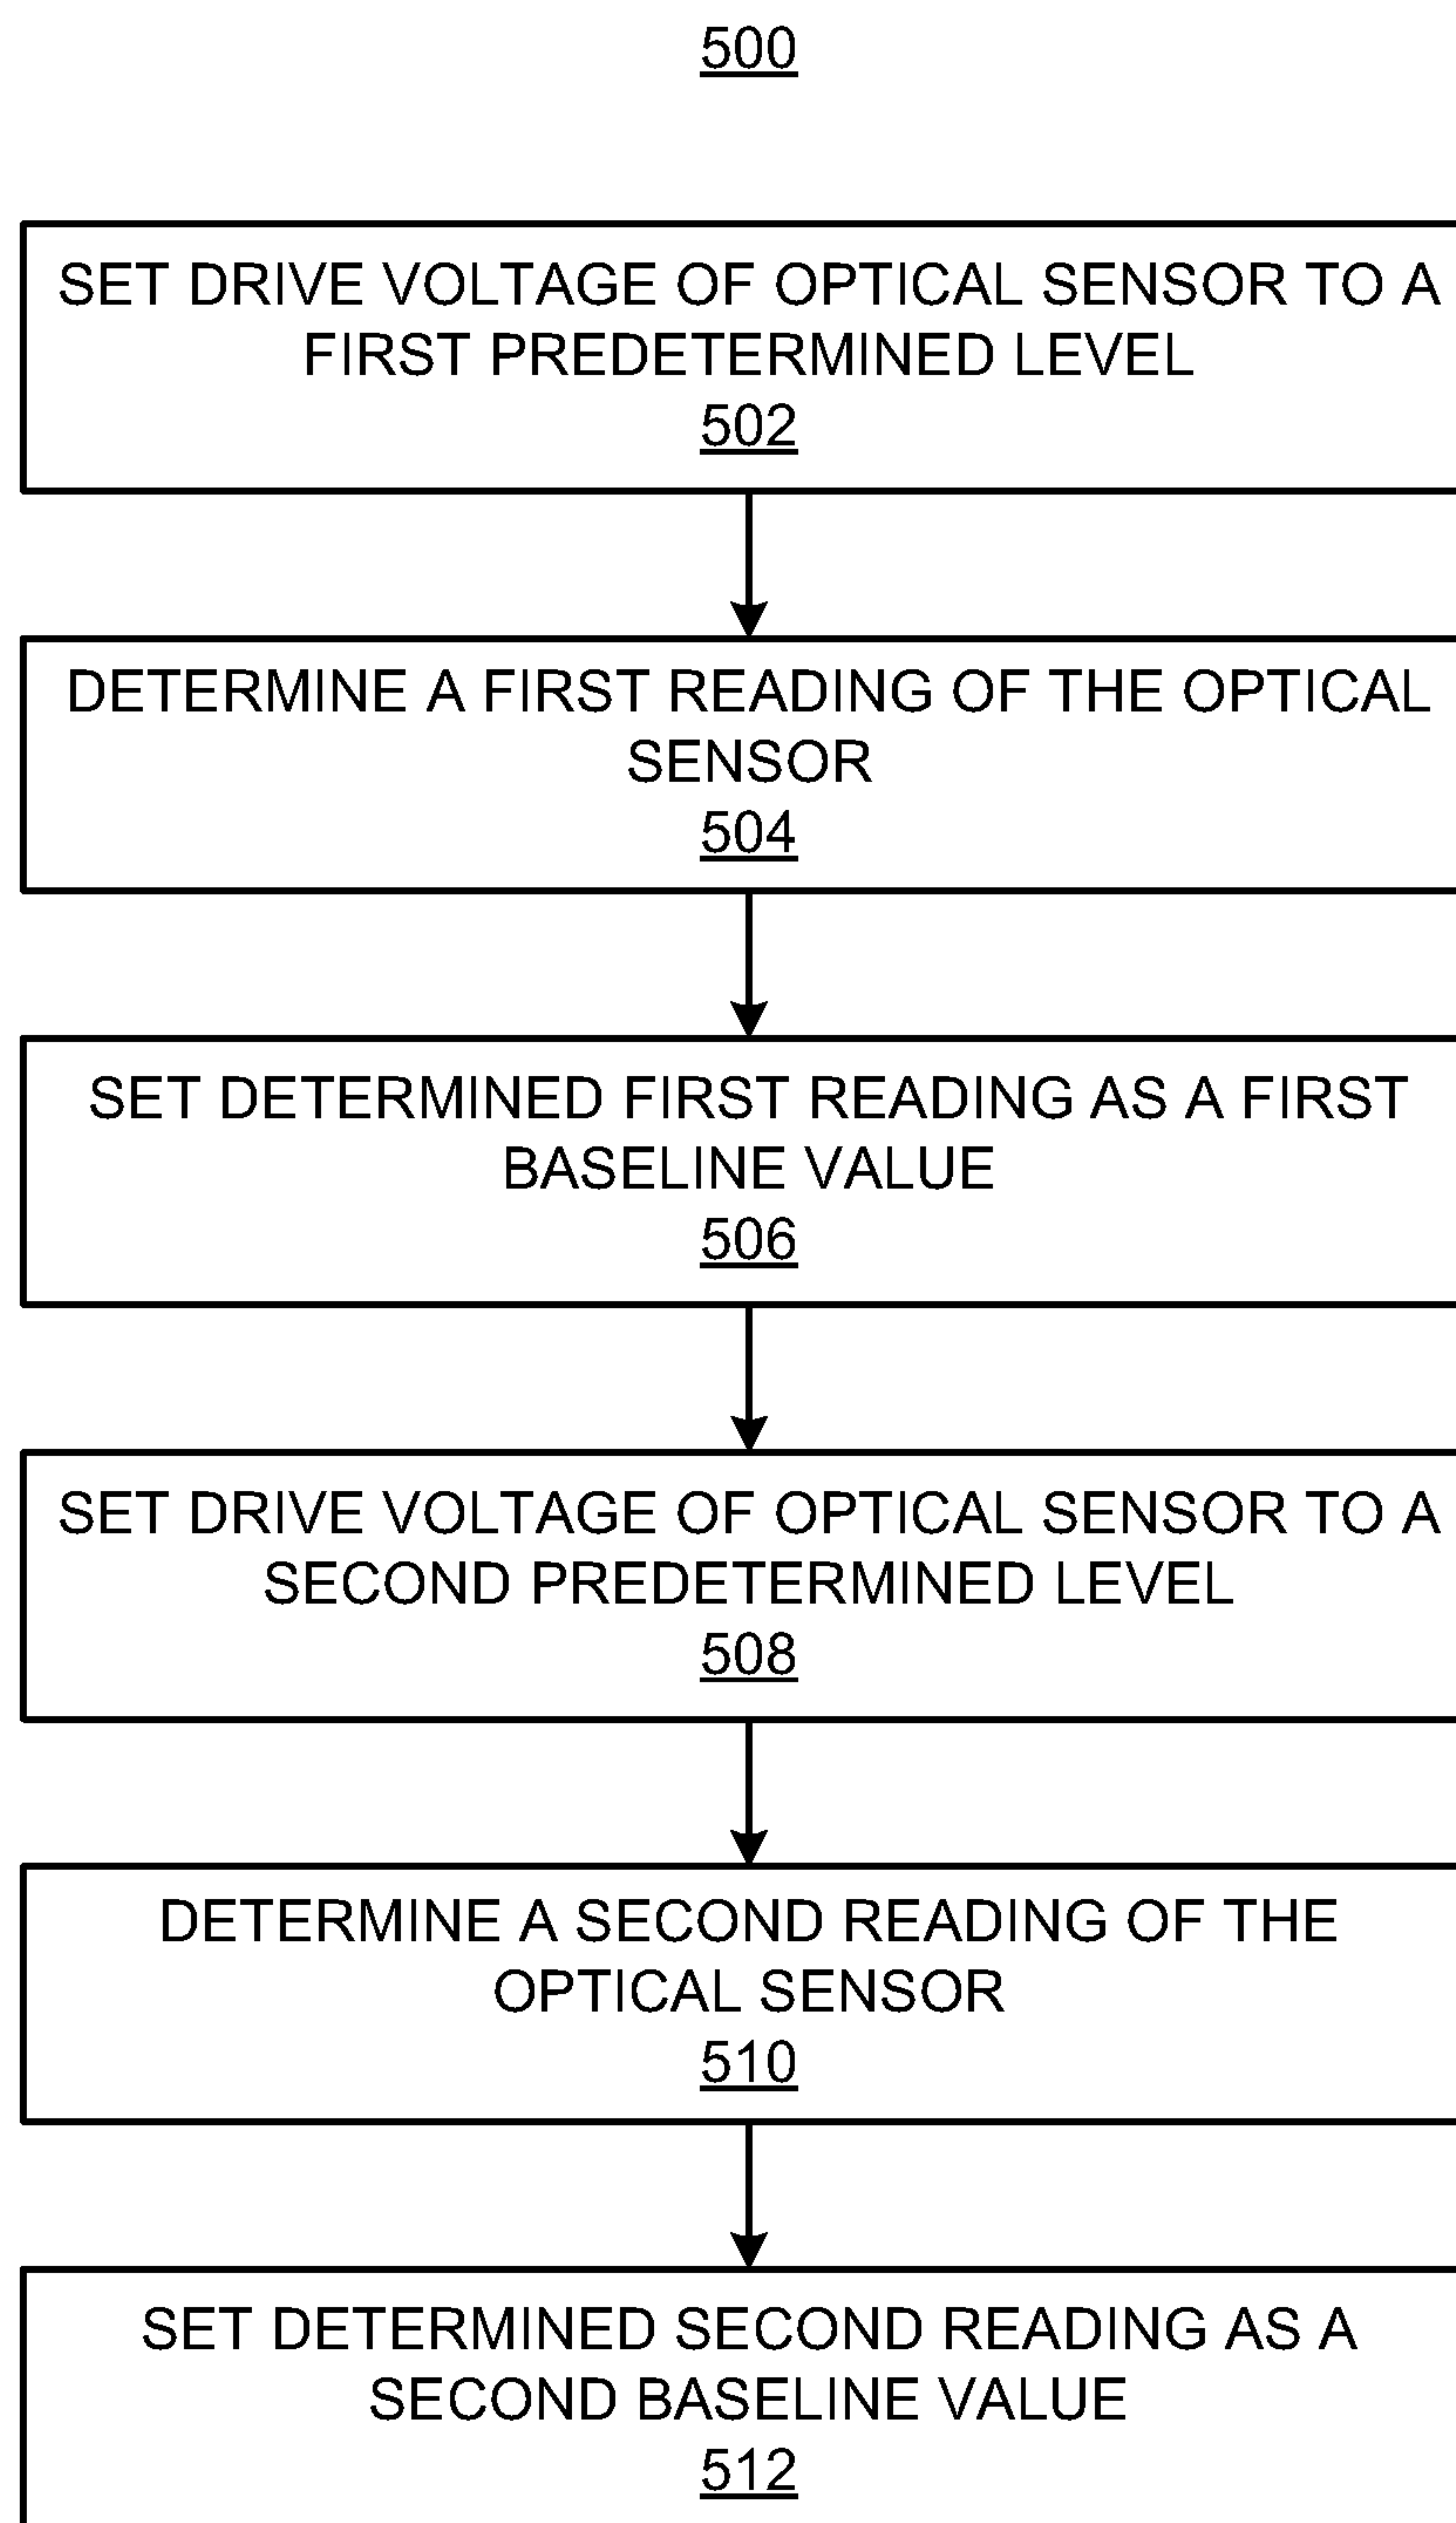 500
SET DRIVE VOLTAGE OF OPTICAL SENSOR TO A
FIRST PREDETERMINED LEVEL
502
DETERMINE A FIRST READING OF THE OPTICAL
SENSOR
504
SET DETERMINED FIRST READING AS A FIRST
BASELINE VALUE
506
SET DRIVE VOLTAGE OF OPTICAL SENSOR TO A
SECOND PREDETERMINED LEVEL
508
DETERMINE A SECOND READING OF THE
OPTICAL SENSOR
510
SET DETERMINED SECOND READING AS A
SECOND BASELINE VALUE
512